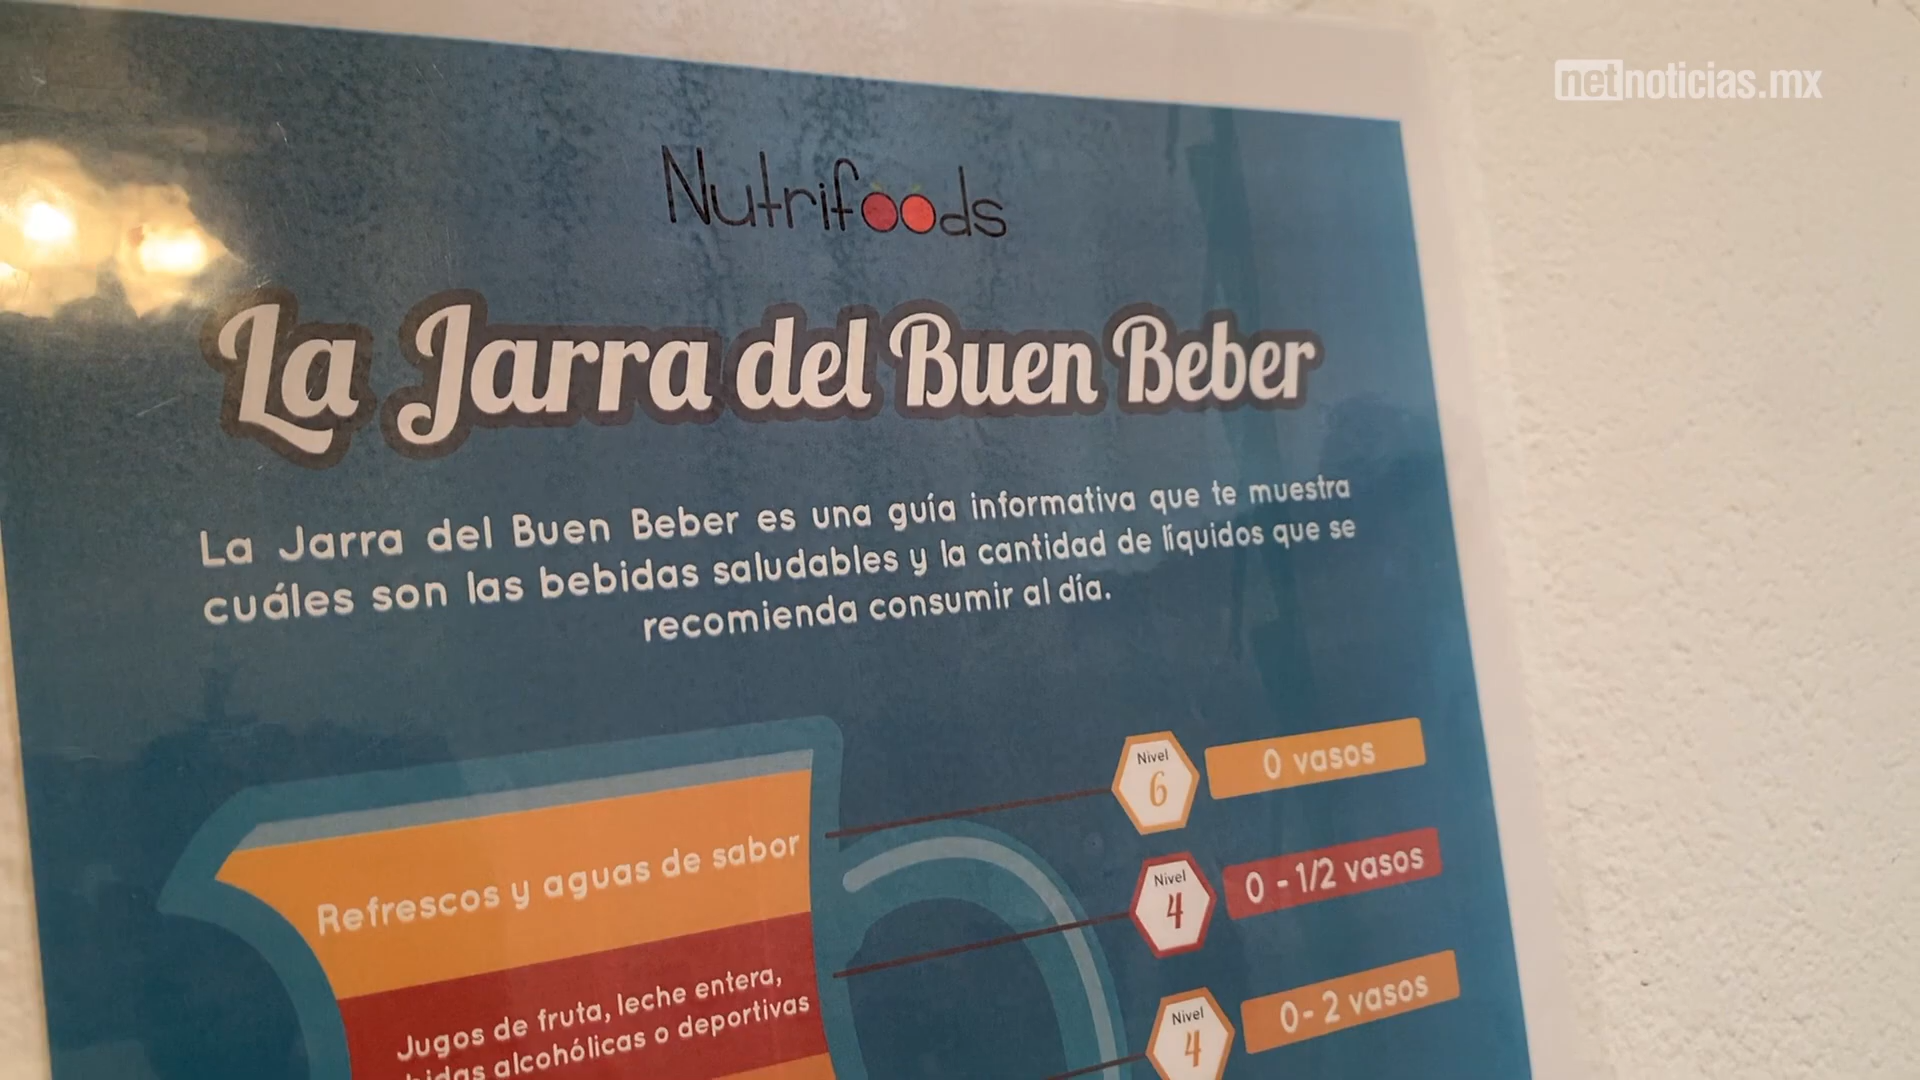 netnoticias.mx
Nutrifoods
La Jarra del Buen Beber
La Jarra del Buen Beber es una guía informativa que te muestra
cuáles son las bebidas saludables y la cantidad de líquidos que se
recomienda consumir al día.
Nivel
6
0 vasos
Refrescos y aguas de sabor
Nivel
4
0 - 1/2 vasos
Jugos de fruta, leche entera,
alcohólicas o deportivas
Nivel
4
0 - 2 vasos